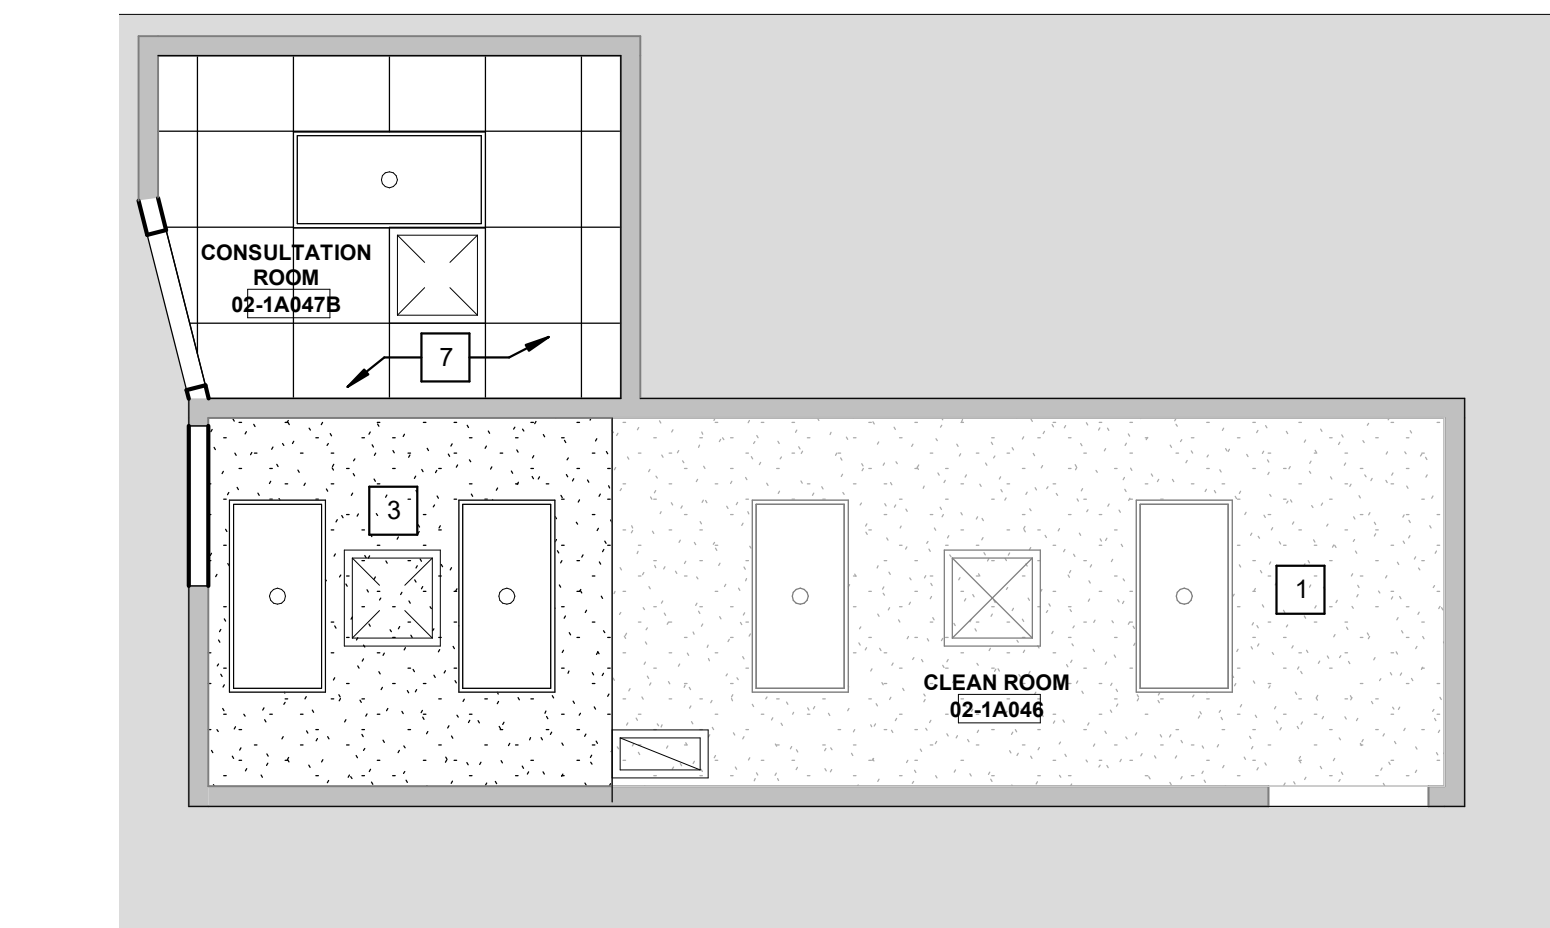 CONSULTATION
ROOM
02-1A047B
7
3
1
CLEAN ROOM
02-1A046